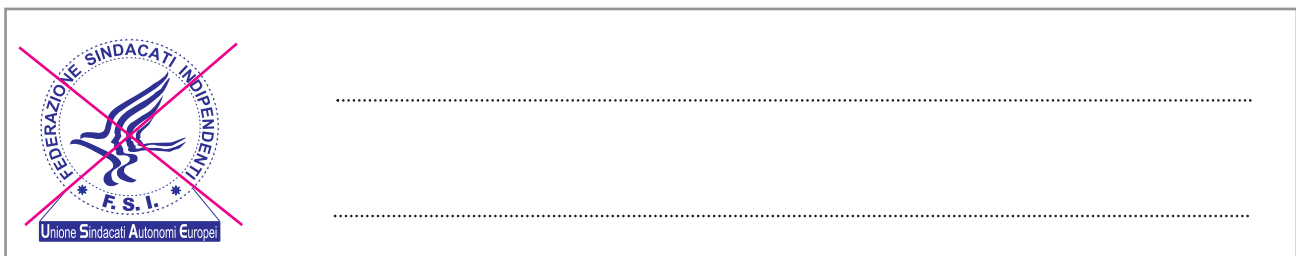 FEDERAZIONE SINDACATI INDIPENDENTI
F. S. I.
Unione Sindacati Autonomi Europei